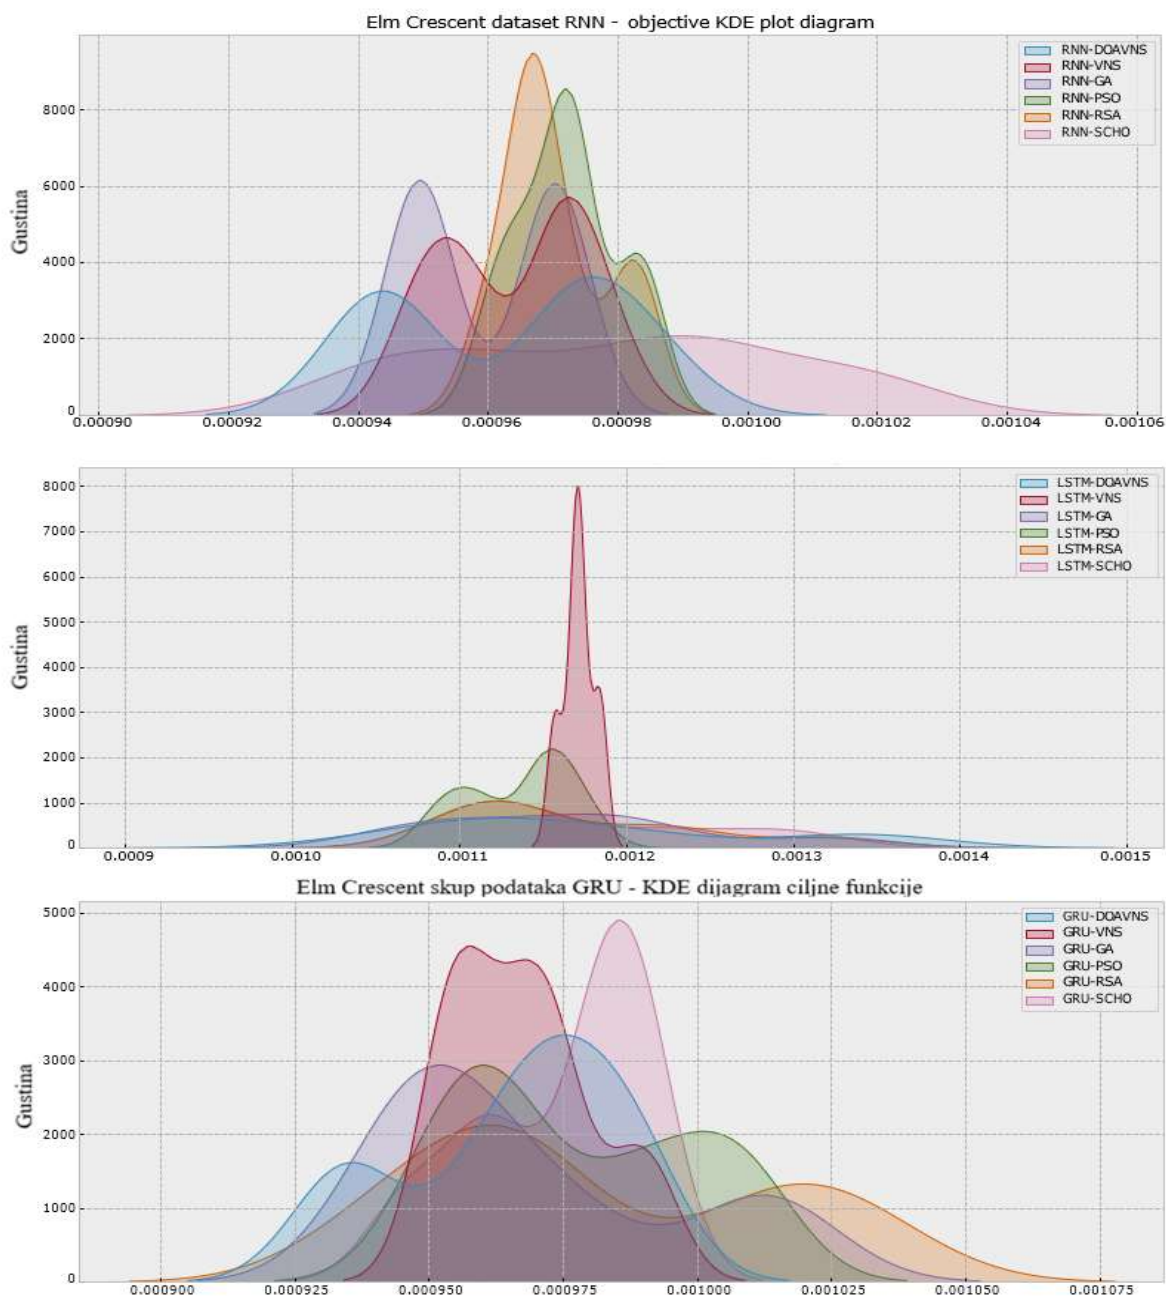 Elm Crescent dataset RNN - objective KDE plot diagram
RNN-DOAVNS
RNN-VNS
RNN-GA
RNN-PSO
RNN-RSA
RNN-SCHO
Gustina
8000
6000
4000
2000
0
0.00090 0.00092 0.00094 0.00096 0.00098 0.00100 0.00102 0.00104 0.00106
LSTM-DOAVNS
LSTM-VNS
LSTM-GA
LSTM-PSO
LSTM-RSA
LSTM-SCHO
Gustina
8000
7000
6000
5000
4000
3000
2000
1000
0
0.0009 0.0010 0.0011 0.0012 0.0013 0.0014 0.0015
Elm Crescent skup podataka GRU - KDE dijagram ciljne funkcije
GRU-DOAVNS
GRU-VNS
GRU-GA
GRU-PSO
GRU-RSA
GRU-SCHO
Gustina
5000
4000
3000
2000
1000
0
0.000900 0.000925 0.000950 0.000975 0.001000 0.001025 0.001050 0.001075